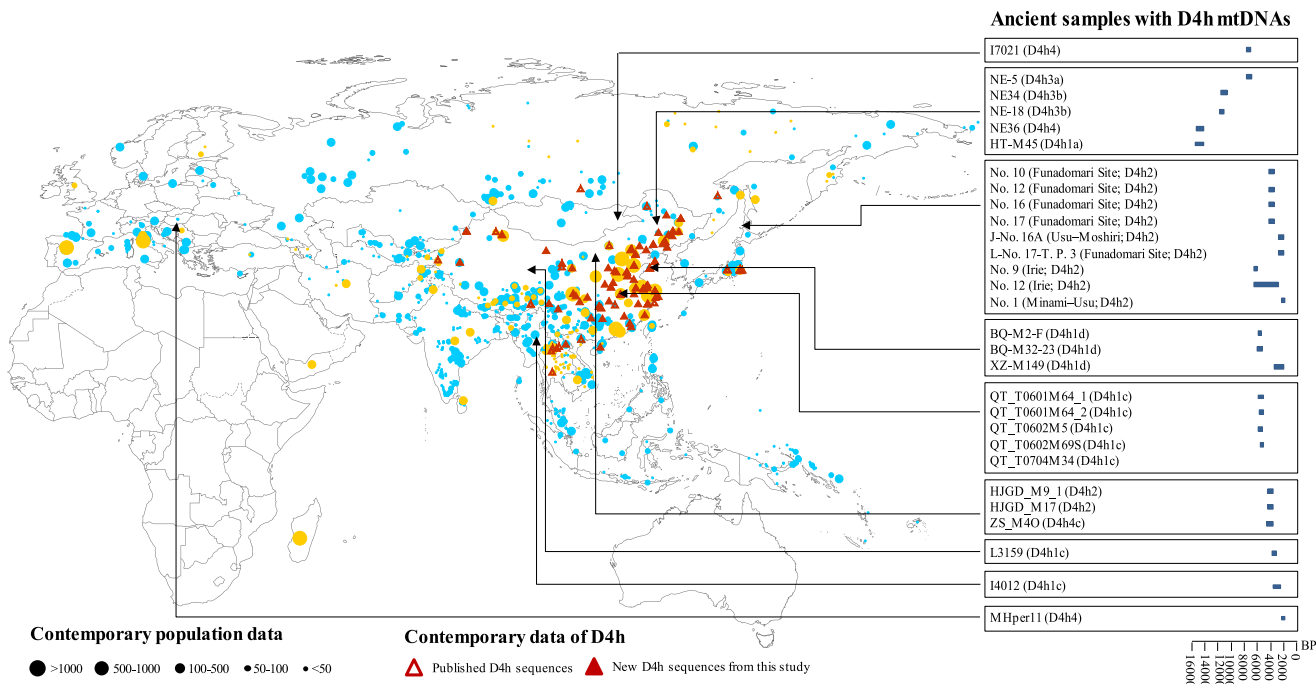 Ancient samples with D4h mtDNAs
I7021 (D4h4)
NE-5 (D4h3a)
NE34 (D4h3b)
NE-18 (D4h3b)
NE36 (D4h4)
HT-M45 (D4h1a)
No. 10 (Funadomari Site; D4h2)
No. 12 (Funadomari Site; D4h2)
No. 16 (Funadomari Site; D4h2)
No. 17 (Funadomari Site; D4h2)
J-No. 16A (Usu–Moshiri; D4h2)
L-No. 17-T. P. 3 (Funadomari Site; D4h2)
No. 9 (Irie; D4h2)
No. 12 (Irie; D4h2)
No. 1 (Minami–Usu; D4h2)
BQ-M2-F (D4h1d)
BQ-M32-23 (D4h1d)
XZ-M149 (D4h1d)
QT_T0601M64_1 (D4h1c)
QT_T0601M64_2 (D4h1c)
QT_T0602M5 (D4h1c)
QT_T0602M69S (D4h1c)
QT_T0704M34 (D4h1c)
HJGD_M9_1 (D4h2)
HJGD_M17 (D4h2)
ZS_M4O (D4h4c)
L3159 (D4h1c)
I4012 (D4h1c)
MHper11 (D4h4)
16000 14000 12000 10000 8000 6000 4000 2000 0 BP
Contemporary population data
>1000 500-1000 100-500 50-100 <50
Contemporary data of D4h
Published D4h sequences New D4h sequences from this study